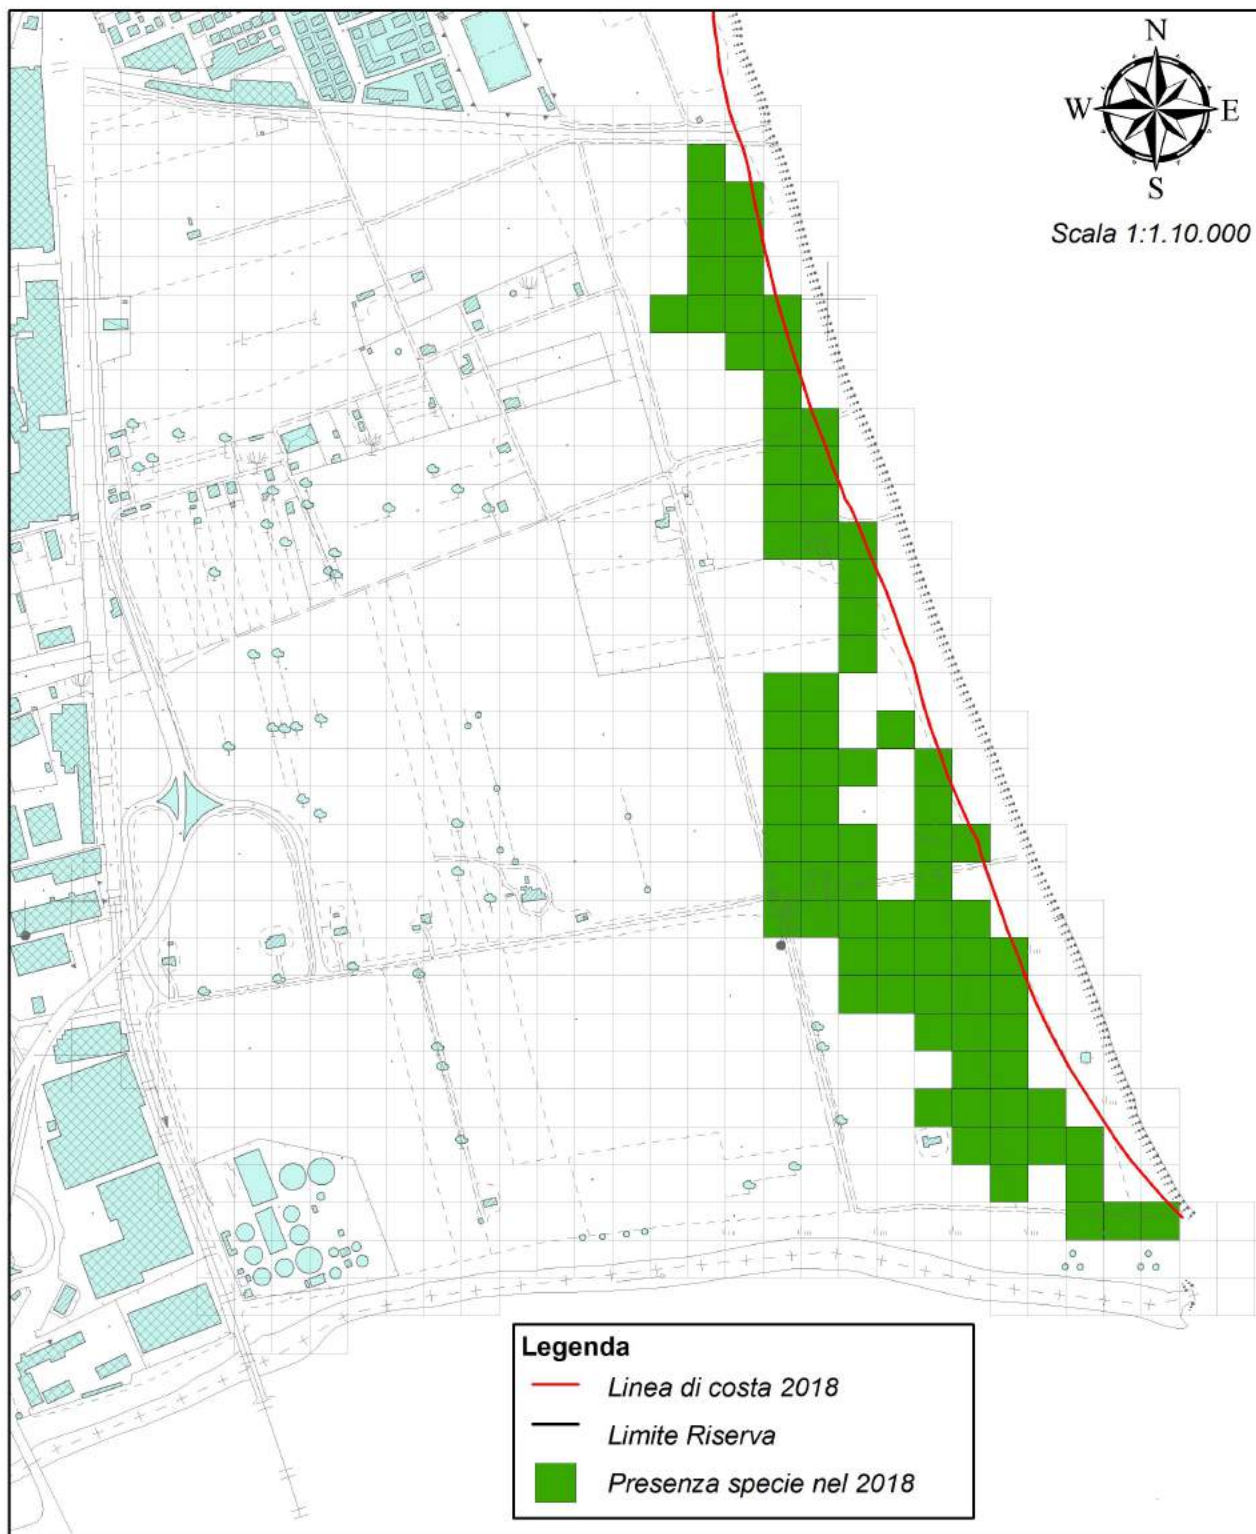 N
W E
S
Scala 1:1.10.000
Legenda
Linea di costa 2018
Limite Riserva
Presenza specie nel 2018